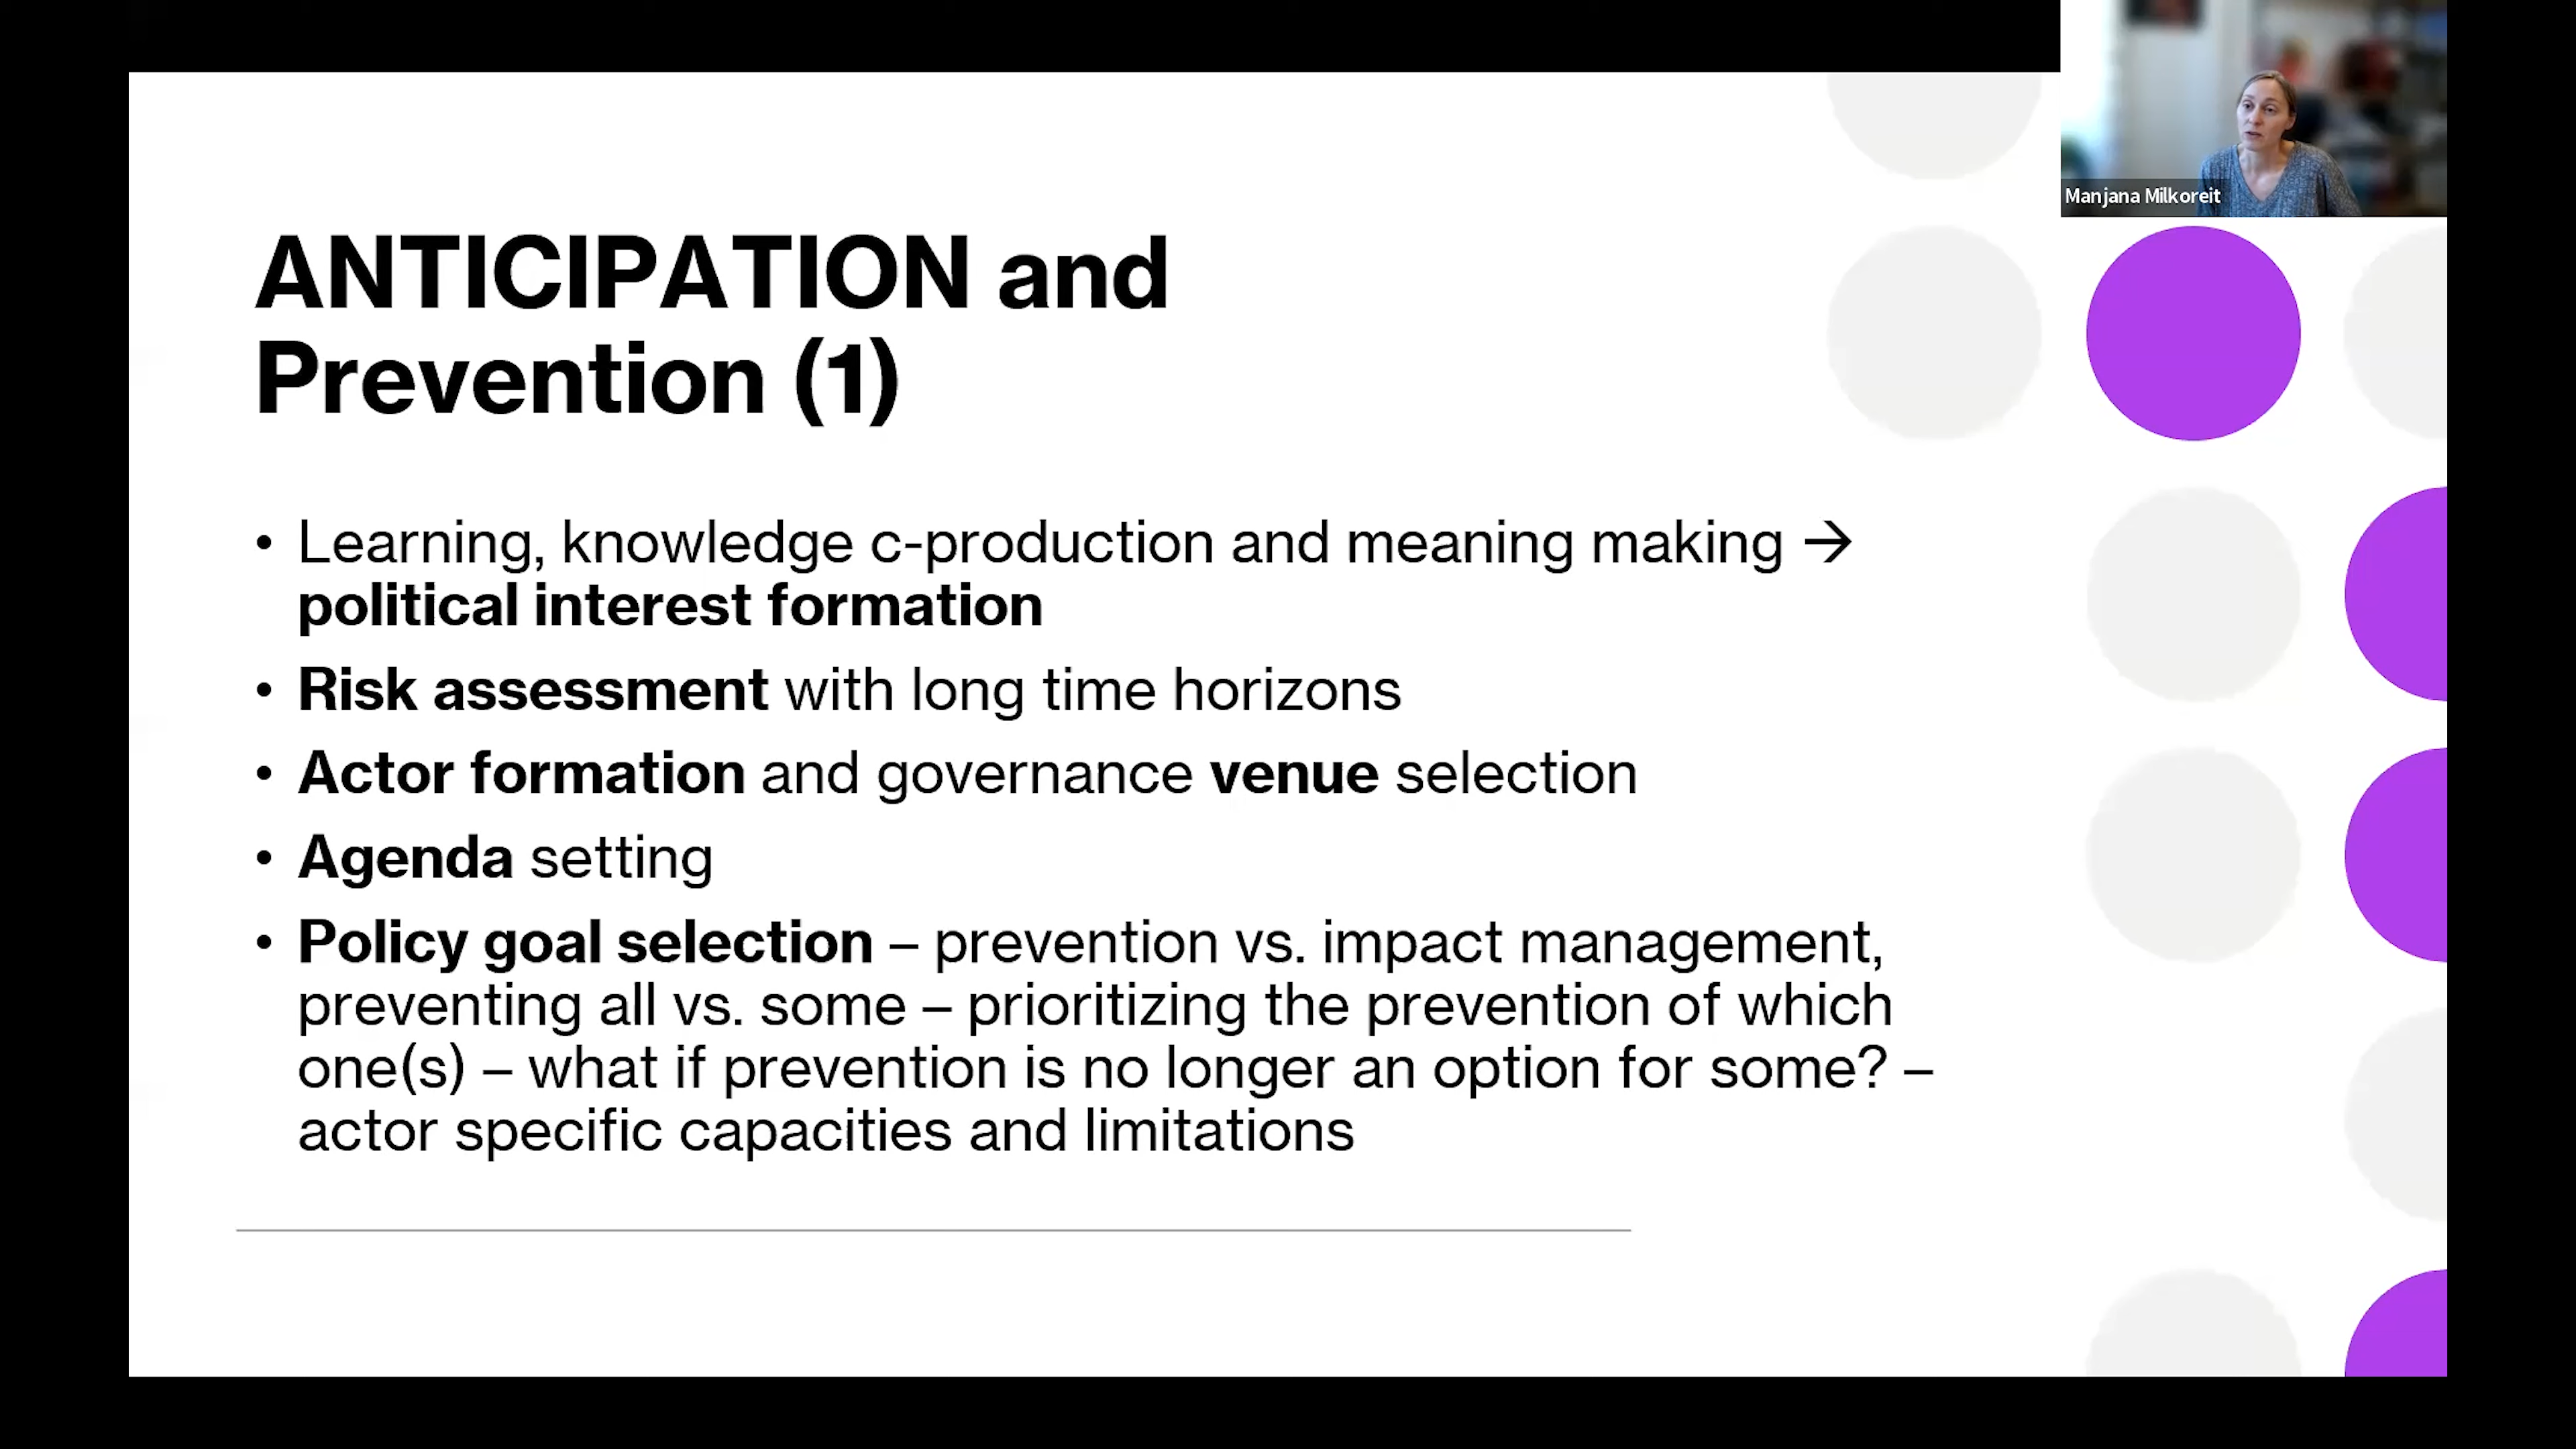 Manjana Milkoreit
ANTICIPATION and
Prevention (1)
• Learning, knowledge c-production and meaning making →
political interest formation
• Risk assessment with long time horizons
• Actor formation and governance venue selection
• Agenda setting
• Policy goal selection – prevention vs. impact management,
preventing all vs. some – prioritizing the prevention of which
one(s) – what if prevention is no longer an option for some? –
actor specific capacities and limitations